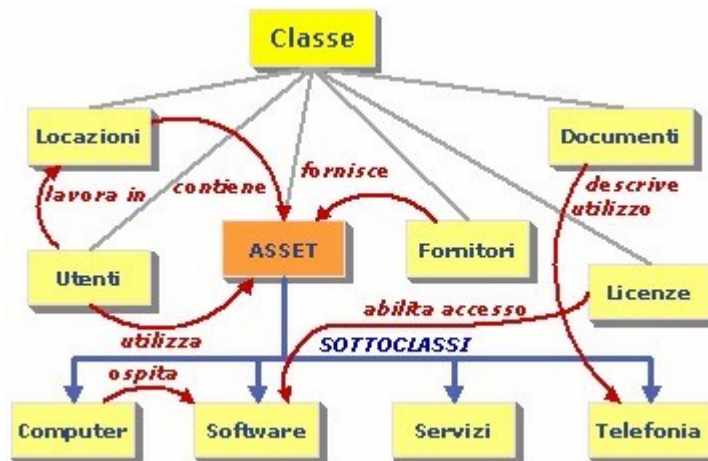 Classe
Locazioni
Documenti
lavora in
contiene
fornisce
descrive
utilizzo
Utenti
ASSET
Fornitori
Licenze
utilizza
abilita accesso
SOTTOCLASSI
ospita
Computer
Software
Servizi
Telefonia